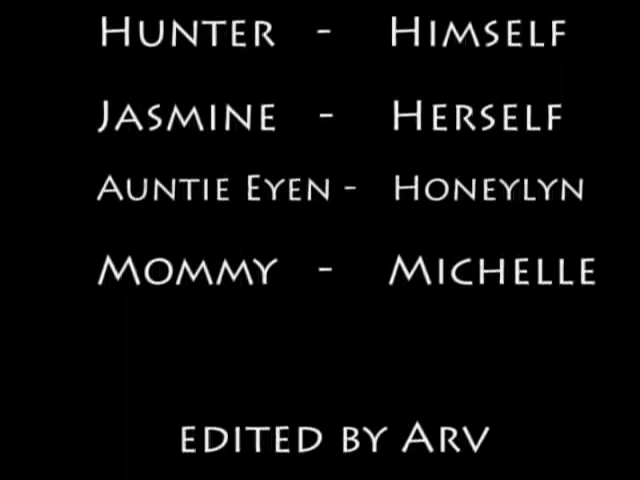 HUNTER - HIMSELF
JASMINE - HERSELF
AUNTIE EYEN - HONEYLYN
MOMMY - MICHELLE
EDITED BY ARV